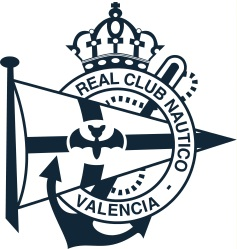 REAL CLUB NAUTICO -
VALENCIA